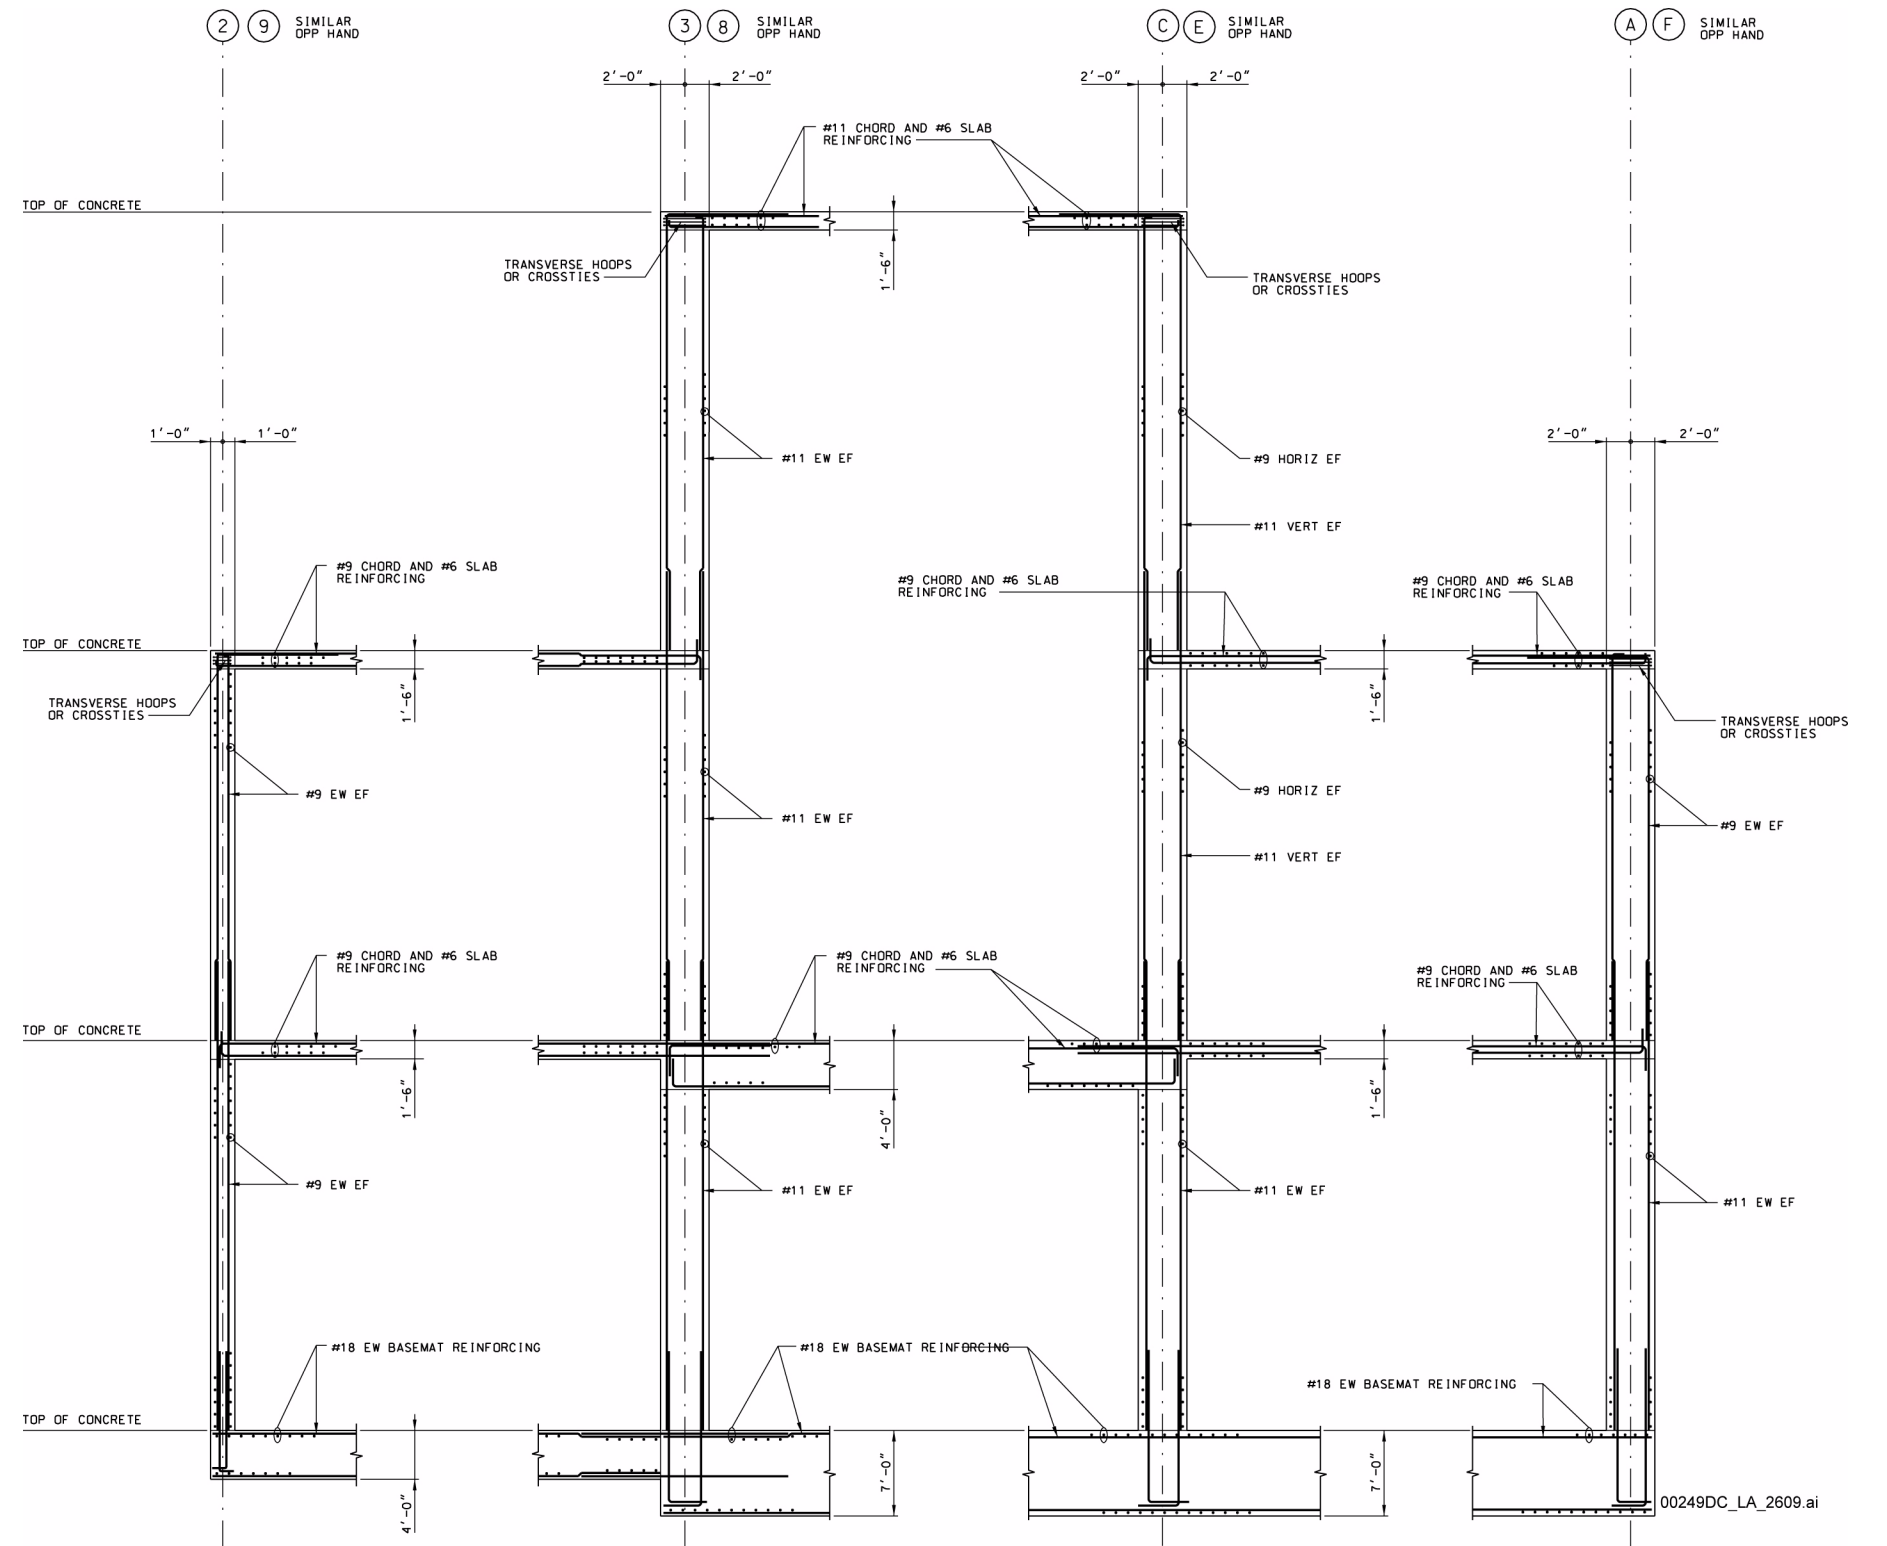 2 9 SIMILAR
OPP HAND
3 8 SIMILAR
OPP HAND
C E SIMILAR
OPP HAND
A F SIMILAR
OPP HAND
2'-0" 2'-0"
2'-0" 2'-0"
#11 CHORD AND #6 SLAB
REINFORCING
TOP OF CONCRETE
TRANSVERSE HOOPS
OR CROSSTIES
1'-6"
TRANSVERSE HOOPS
OR CROSSTIES
1'-0" 1'-0"
2'-0" 2'-0"
#11 EW EF
#9 HORIZ EF
#11 VERT EF
#9 CHORD AND #6 SLAB
REINFORCING
#9 CHORD AND #6 SLAB
REINFORCING
#9 CHORD AND #6 SLAB
REINFORCING
TOP OF CONCRETE
1'-6"
1'-6"
TRANSVERSE HOOPS
OR CROSSTIES
TRANSVERSE HOOPS
OR CROSSTIES
#9 EW EF
#11 EW EF
#9 HORIZ EF
#9 EW EF
#11 VERT EF
#9 CHORD AND #6 SLAB
REINFORCING
#9 CHORD AND #6 SLAB
REINFORCING
#9 CHORD AND #6 SLAB
REINFORCING
TOP OF CONCRETE
1'-6"
4'-0"
1'-6"
#9 EW EF
#11 EW EF
#11 EW EF
#11 EW EF
#18 EW BASEMAT REINFORCING
#18 EW BASEMAT REINFORCING
#18 EW BASEMAT REINFORCING
TOP OF CONCRETE
4'-0"
7'-0"
7'-0"
00249DC_LA_2609.ai